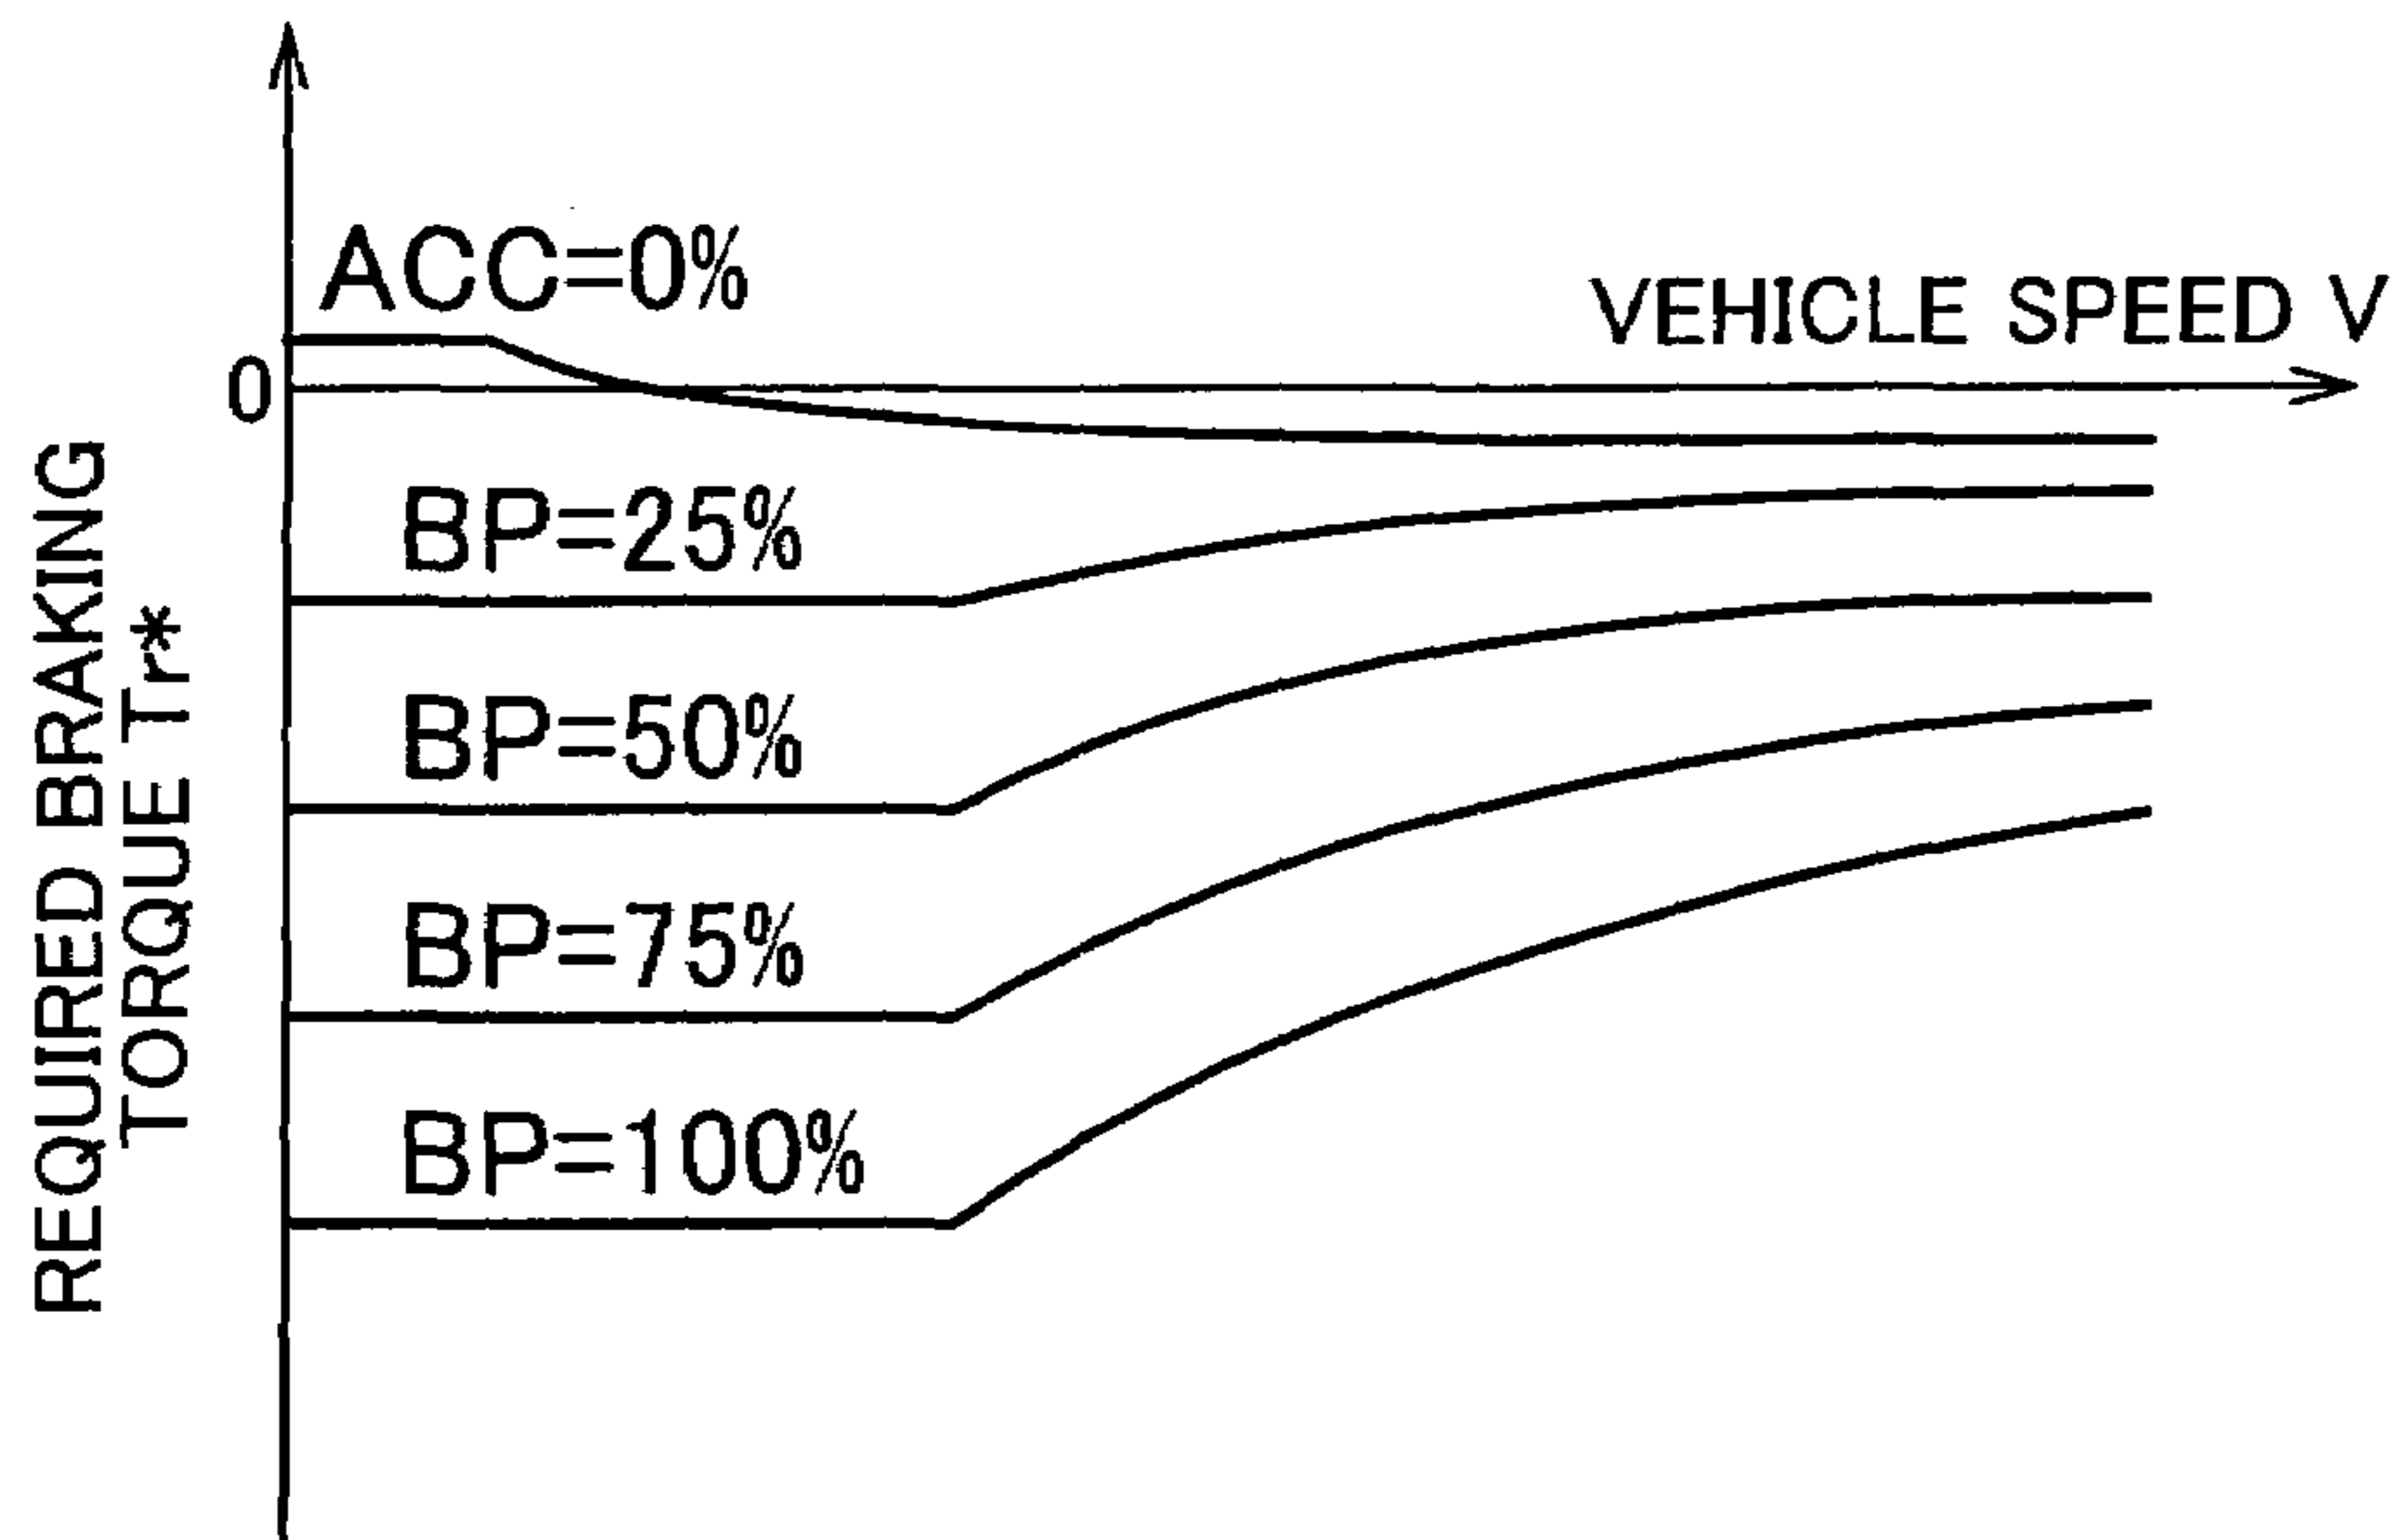 ACC=0%
VEHICLE SPEED V
0
REQUIRED BRAKING
TORQUE Tr*
BP=25%
BP=50%
BP=75%
BP=100%